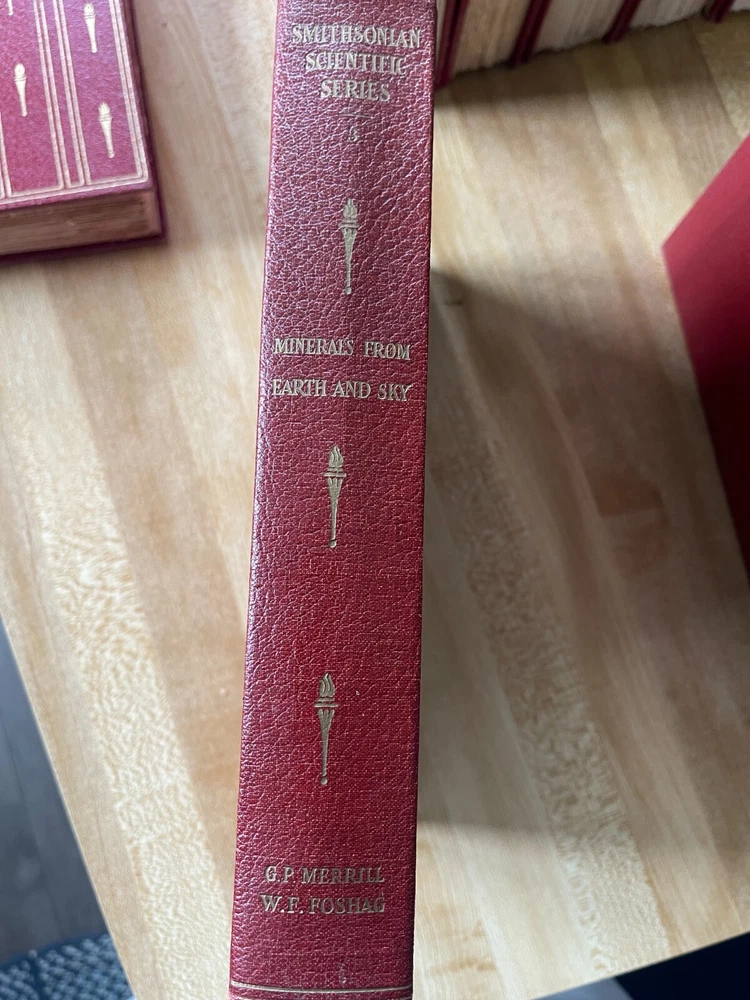 SMITHSONIAN
SCIENTIFIC
SERIES
MINERALS FROM
EARTH AND SKY
G.P. MERRILL
W.F. FOSHAG